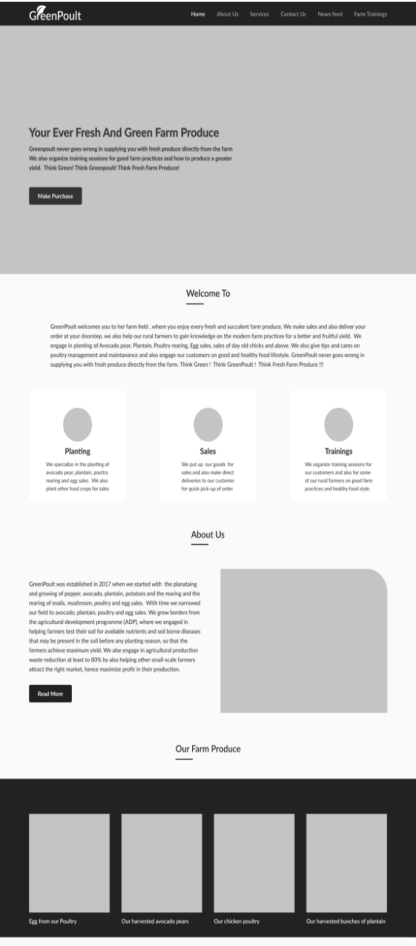 GreenPoult
Home About Us Services Contact Us News feed Farm Trainings
Your Ever Fresh And Green Farm Produce
Greenpoult never goes wrong in supplying you with fresh produce directly from the farm
We also organize training sessions for good farm practices and how to produce a greater
yield. Think Green! Think Greenpoult! Think Fresh Farm Produce!
Make Purchase
Welcome To
GreenPoult welcomes you to her farm field , where you enjoy every fresh and succulent farm produce. We make sales and also deliver your
order at your doorstep. we also help our rural farmers to gain knowledge on the modern farm practices for a better and fruitful yield. We
engage in planting of Avocado pear, Plantain, Poultry rearing, Egg sales, sales of day old chicks and above. We also give tips and cares on
poultry management and maintanance and also engage our customers on good and healthy food lifestyle. GreenPoult never goes wrong in
supplying you with fresh produce directly from the farm. Think Green ! Think GreenPoult ! Think Fresh Farm Produce !!!
Planting
We specialize in the planting of
avocado pear, plantain, poultry
rearing and egg sales. We also
plant other food crops for sales
Sales
We put up our goods for
sales and also make direct
deliveries to our customer
for quick pick-up of order
Trainings
We organize training sessions for
our customers and also for some
of our rural farmers on good farm
practices and healthy food style.
About Us
GreenPoult was established in 2017 when we started with the planataing
and growing of pepper, avocado, plantain, potatoes and the rearing and the
rearing of snails, mushroom, poultry and egg sales. With time we narrowed
our field to avocado, plantain, poultry and egg sales. We grew borders from
the agricultural development programme (ADP), where we engaged in
helping farmers test their soil for available nutrients and soil borne diseases
that may be present in the soil before any planting season, so that the
farmers achieve maximum yield. We also engage in agricultural production
waste reduction at least to 80% by also helping other small-scale farmers
attract the right market, hence maximize profit in their production.
Read More
Our Farm Produce
Egg from our Poultry
Our harvested avocado pears
Our chicken poultry
Our harvested bunches of plantain